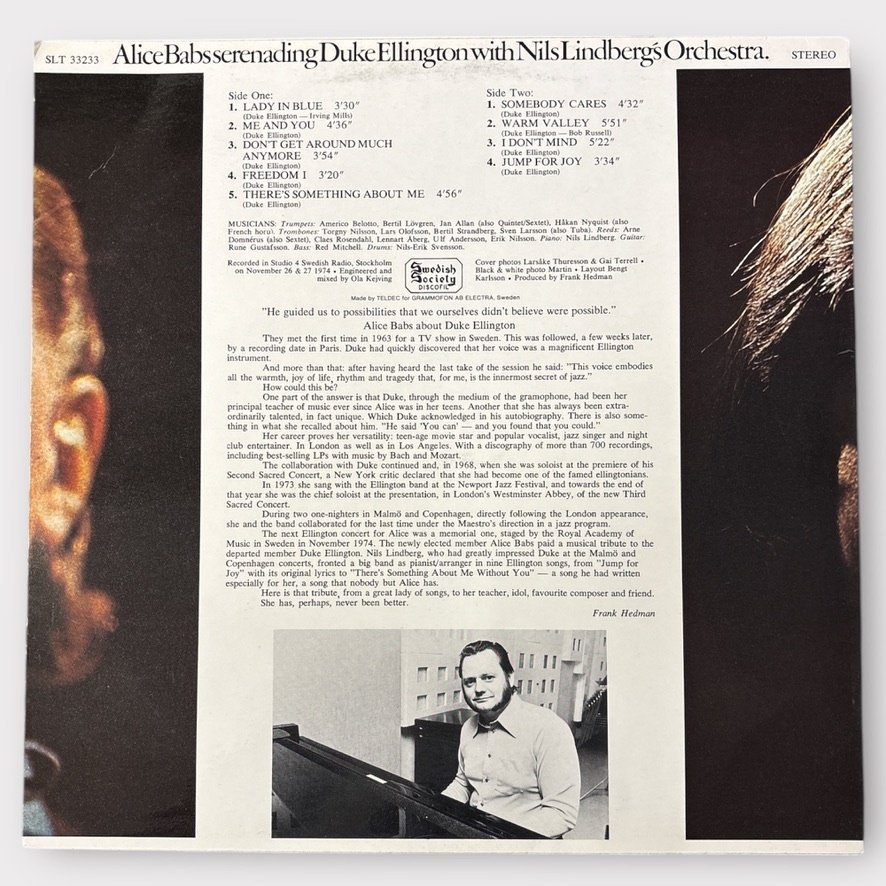 SLT 33233
Alice Babs serenading Duke Ellington with Nils Lindberg's Orchestra.
STEREO
Side One:
1. LADY IN BLUE 3'30"
(Duke Ellington — Irving Mills)
2. ME AND YOU 4'36"
(Duke Ellington)
3. DON'T GET AROUND MUCH
ANYMORE 3'54"
(Duke Ellington)
4. FREEDOM I 3'20"
(Duke Ellington)
5. THERE'S SOMETHING ABOUT ME 4'56"
(Duke Ellington)
Side Two:
1. SOMEBODY CARES 4'32"
(Duke Ellington)
2. WARM VALLEY 5'51"
(Duke Ellington — Bob Russell)
3. I DON'T MIND 5'22"
(Duke Ellington)
4. JUMP FOR JOY 3'34"
(Duke Ellington)
MUSICIANS: Trumpets: Americo Belotto, Bertil Lövgren, Jan Allan (also Quintet/Sextet), Håkan Nyquist (also
French horn). Trombones: Torgny Nilsson, Lars Olofsson, Bertil Strandberg, Sven Larsson (also Tuba). Reeds: Arne
Domnérus (also Sextet), Claes Rosendahl, Lennart Åberg, Ulf Andersson, Erik Nilsson. Piano: Nils Lindberg. Guitar:
Rune Gustafsson. Bass: Red Mitchell. Drums: Nils-Erik Svensson.
Recorded in Studio 4 Swedish Radio, Stockholm
on November 26 & 27 1974 • Engineered and
mixed by Ola Kejving
Swedish
Society
DISCOFIL
Cover photos Larsåke Thuresson & Gai Terrell •
Black & white photo Martin • Layout Bengt
Karlsson • Produced by Frank Hedman
Made by TELDEC for GRAMMOFON AB ELECTRA, Sweden
"He guided us to possibilities that we ourselves didn't believe were possible."
Alice Babs about Duke Ellington
They met the first time in 1963 for a TV show in Sweden. This was followed, a few weeks later,
by a recording date in Paris. Duke had quickly discovered that her voice was a magnificent Ellington
instrument.
And more than that: after having heard the last take of the session he said: "This voice embodies
all the warmth, joy of life, rhythm and tragedy that, for me, is the innermost secret of jazz."
How could this be?
One part of the answer is that Duke, through the medium of the gramophone, had been her
principal teacher of music ever since Alice was in her teens. Another that she has always been extra-
ordinarily talented, in fact unique. Which Duke acknowledged in his autobiography. There is also some-
thing in what she recalled about him. "He said 'You can' — and you found that you could."
Her career proves her versatility: teen-age movie star and popular vocalist, jazz singer and night
club entertainer. In London as well as in Los Angeles. With a discography of more than 700 recordings,
including best-selling LPs with music by Bach and Mozart.
The collaboration with Duke continued and, in 1968, when she was soloist at the premiere of his
Second Sacred Concert, a New York critic declared that she had become one of the famed ellingtonians.
In 1973 she sang with the Ellington band at the Newport Jazz Festival, and towards the end of
that year she was the chief soloist at the presentation, in London's Westminster Abbey, of the new Third
Sacred Concert.
During two one-nighters in Malmö and Copenhagen, directly following the London appearance,
she and the band collaborated for the last time under the Maestro's direction in a jazz program.
The next Ellington concert for Alice was a memorial one, staged by the Royal Academy of
Music in Sweden in November 1974. The newly elected member Alice Babs paid a musical tribute to the
departed member Duke Ellington. Nils Lindberg, who had greatly impressed Duke at the Malmö and
Copenhagen concerts, fronted a big band as pianist/arranger in nine Ellington songs, from "Jump for
Joy" with its original lyrics to "There's Something About Me Without You" — a song he had written
especially for her, a song that nobody but Alice has.
Here is that tribute, from a great lady of songs, to her teacher, idol, favourite composer and friend.
She has, perhaps, never been better.
Frank Hedman